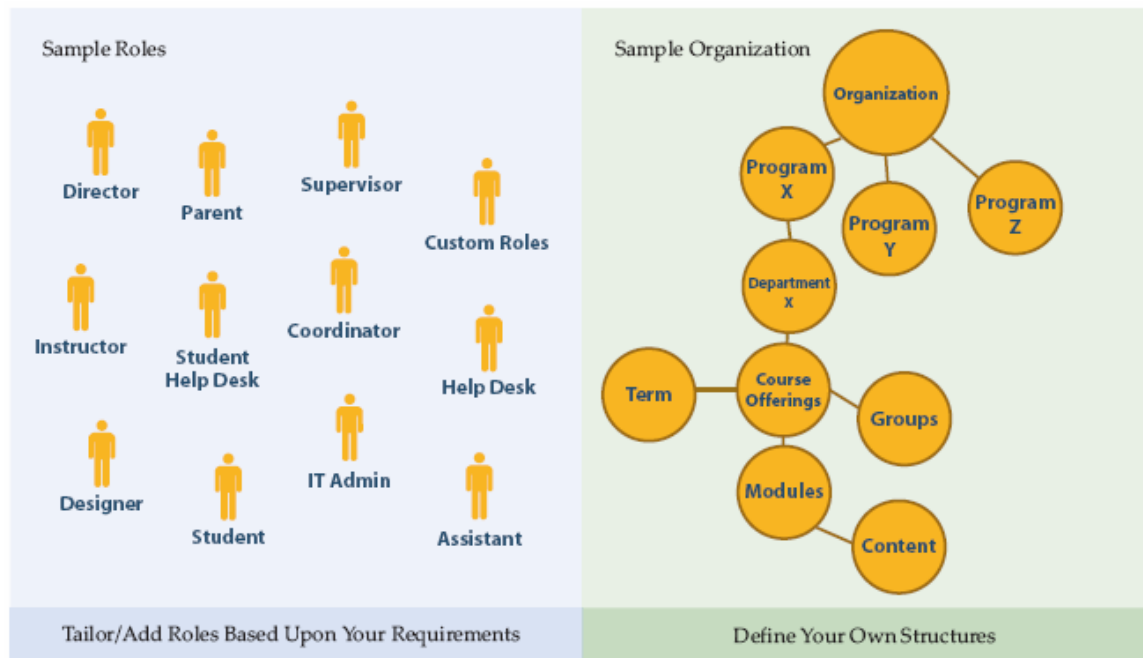 Sample Roles
Director
Parent
Supervisor
Custom Roles
Instructor
Student
Help Desk
Coordinator
Help Desk
Designer
Student
IT Admin
Assistant
Tailor/Add Roles Based Upon Your Requirements
Sample Organization
Organization
Program
X
Program
Y
Program
Z
Department
X
Term
Course
Offerings
Groups
Modules
Content
Define Your Own Structures